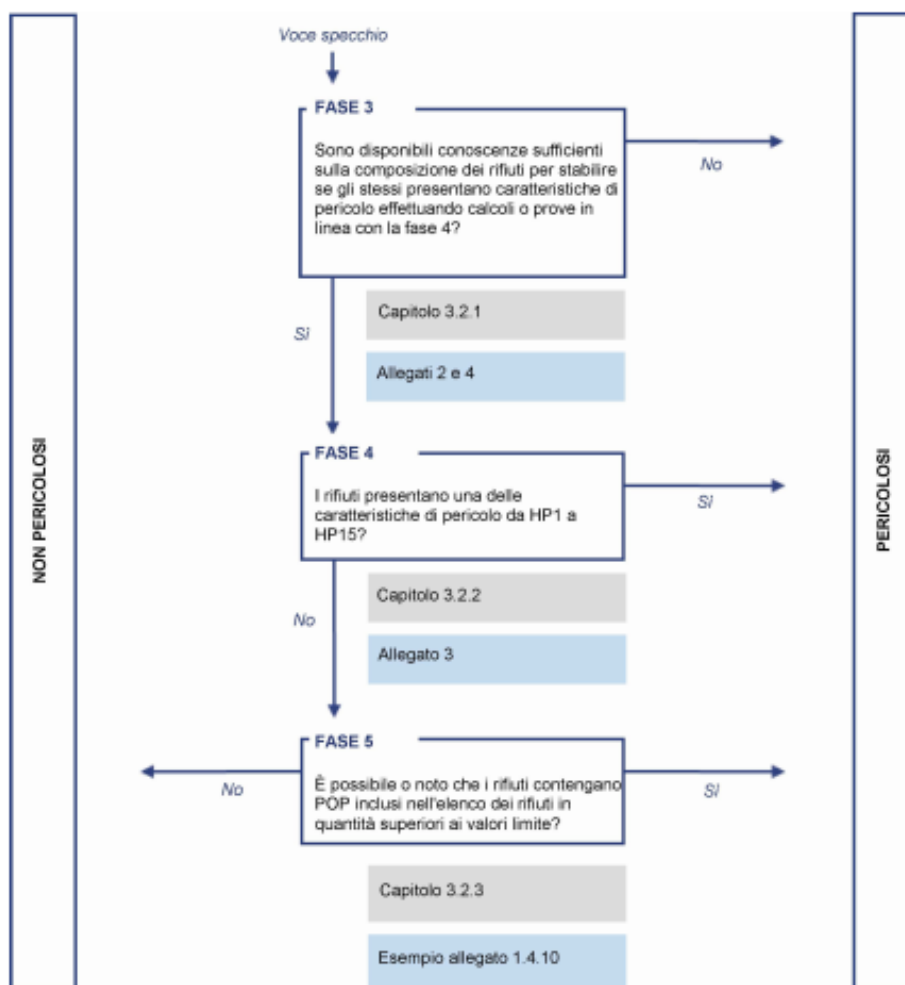 Voce specchio
FASE 3
Sono disponibili conoscenze sufficienti
sulla composizione dei rifiuti per stabilire
se gli stessi presentano caratteristiche di
pericolo effettuando calcoli o prove in
linea con la fase 4?
No
Sì
Capitolo 3.2.1
Allegati 2 e 4
NON PERICOLOSI
PERICOLOSI
FASE 4
I rifiuti presentano una delle
caratteristiche di pericolo da HP1 a
HP15?
Sì
No
Capitolo 3.2.2
Allegato 3
FASE 5
È possibile o noto che i rifiuti contengano
POP inclusi nell'elenco dei rifiuti in
quantità superiori ai valori limite?
No
Sì
Capitolo 3.2.3
Esempio allegato 1.4.10